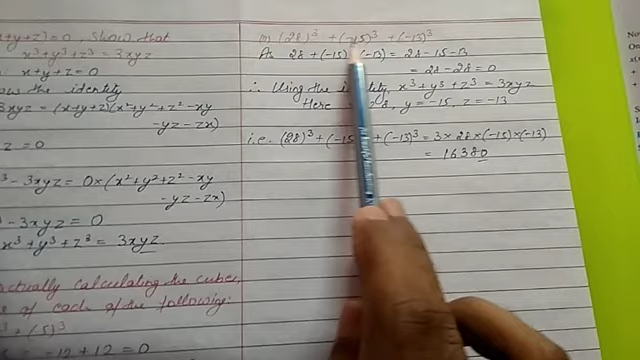 x+y+z)=0, show that
x³+y³+z³=3xyz
x+y+z=0
the identity
3xyz = (x+y+z)(x²+y²+z²-xy
-yz-zx)
z = 0
³-3xyz = 0×(x²+y²+z²-xy
-yz-zx)
³-3xyz = 0
x³+y³+z³ = 3xyz
actually calculating the cubes,
of each of the following:
³ + (5)³
-12+12 = 0
(28)³ + (-15)³ + (-13)³
As 28+(-15) (-13) = 28-15-13
= 28-28=0
∴ Using the identity, x³+y³+z³=3xyz
Here 28, y=-15, z=-13
i.e. (28)³+(-15 +(-13)³=3×28×(-15)×(-13)
= 16380